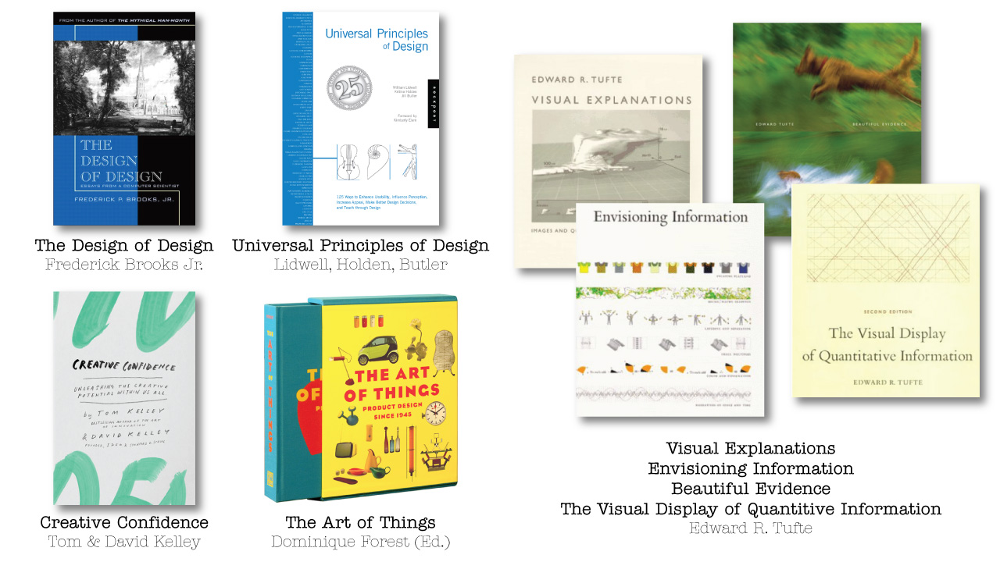 FROM THE AUTHOR OF THE MYTHICAL MAN-MONTH
THE
DESIGN
OF DESIGN
ESSAYS FROM A COMPUTER SCIENTIST
FREDERICK P. BROOKS, JR.
The Design of Design
Frederick Brooks Jr.
Universal Principles
of Design
25
William Lidwell
Kritina Holden
Jill Butler
ROCKPORT
Foreword by
Kimberly Elam
125 Ways to Enhance Usability, Influence Perception,
Increase Appeal, Make Better Design Decisions,
and Teach through Design
Universal Principles of Design
Lidwell, Holden, Butler
CREATIVE CONFIDENCE
UNLEASHING THE CREATIVE
POTENTIAL WITHIN US ALL
by TOM KELLEY
BESTSELLING AUTHOR OF THE ART
OF INNOVATION
& DAVID KELLEY
Creative Confidence
Tom & David Kelley
THE ART OF THINGS
THE ART
OF THINGS
PRODUCT DESIGN
SINCE 1945
The Art of Things
Dominique Forest (Ed.)
EDWARD R. TUFTE
VISUAL EXPLANATIONS
IMAGES AND
EDWARD TUFTE
BEAUTIFUL EVIDENCE
Envisioning Information
SECOND EDITION
The Visual Display
of Quantitative Information
EDWARD R. TUFTE
Visual Explanations
Envisioning Information
Beautiful Evidence
The Visual Display of Quantitive Information
Edward R. Tufte